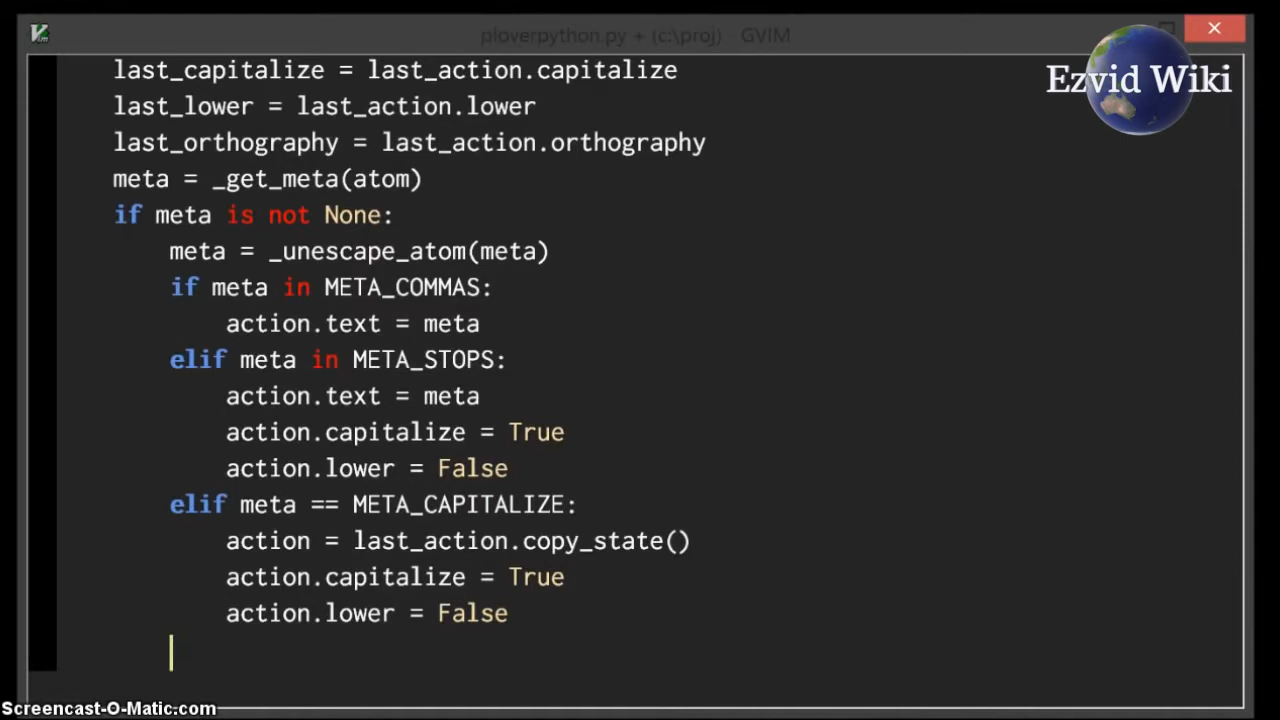 ploverpython.py + (c:\proj) - GVIM
Ezvid Wiki
last_capitalize = last_action.capitalize
last_lower = last_action.lower
last_orthography = last_action.orthography
meta = _get_meta(atom)
if meta is not None:
meta = _unescape_atom(meta)
if meta in META_COMMAS:
action.text = meta
elif meta in META_STOPS:
action.text = meta
action.capitalize = True
action.lower = False
elif meta == META_CAPITALIZE:
action = last_action.copy_state()
action.capitalize = True
action.lower = False
Screencast-O-Matic.com